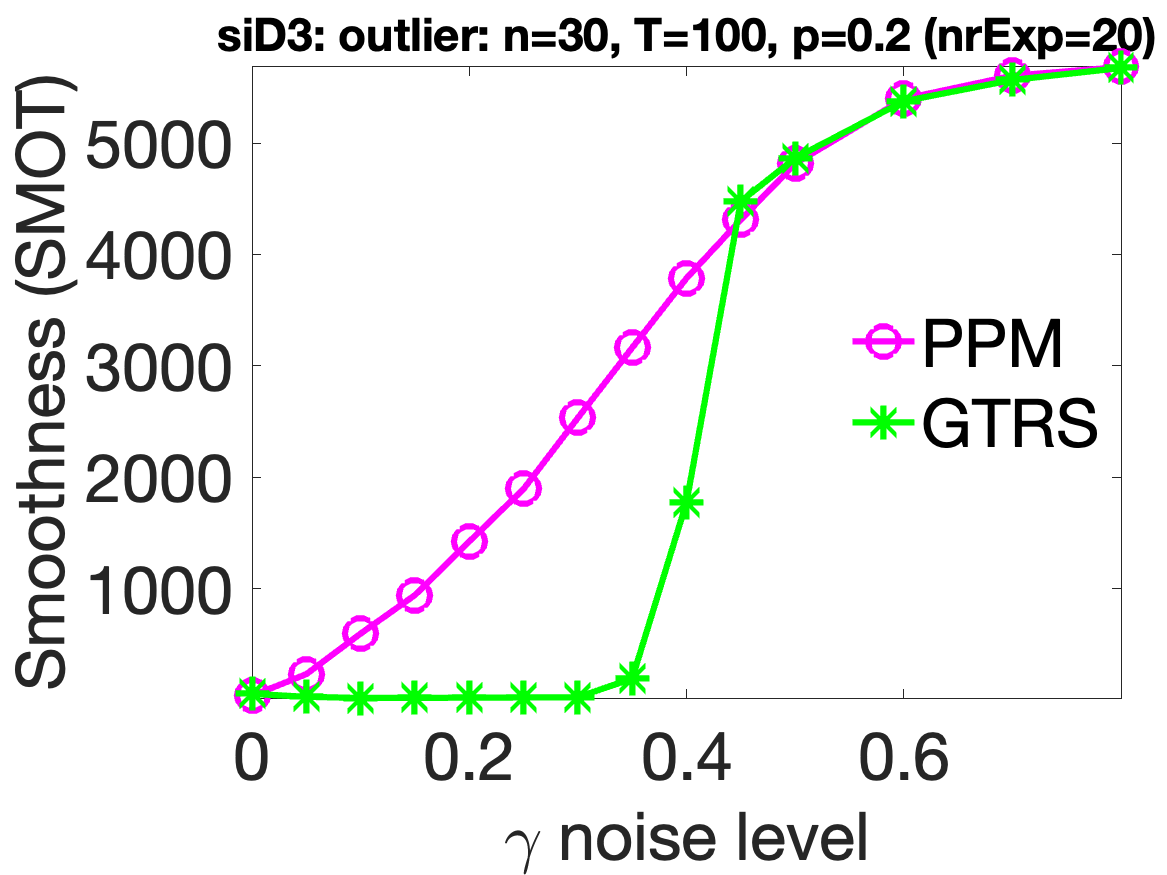 siD3: outlier: n=30, T=100, p=0.2 (nrExp=20)
Smoothness (SMOT)
5000
4000
3000
2000
1000
PPM
GTRS
0 0.2 0.4 0.6
γ noise level